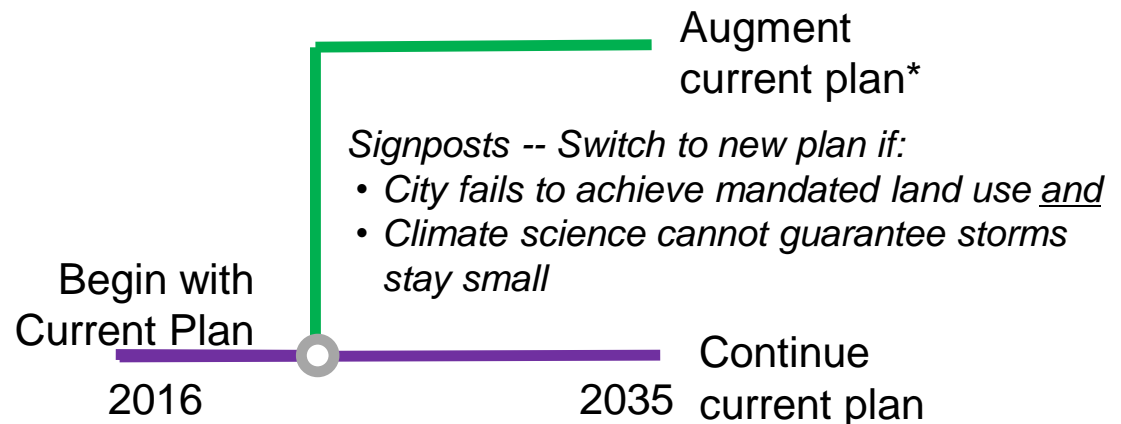 Augment
current plan*
Signposts -- Switch to new plan if:
• City fails to achieve mandated land use and
• Climate science cannot guarantee storms
stay small
Begin with
Current Plan
2016
2035
Continue
current plan